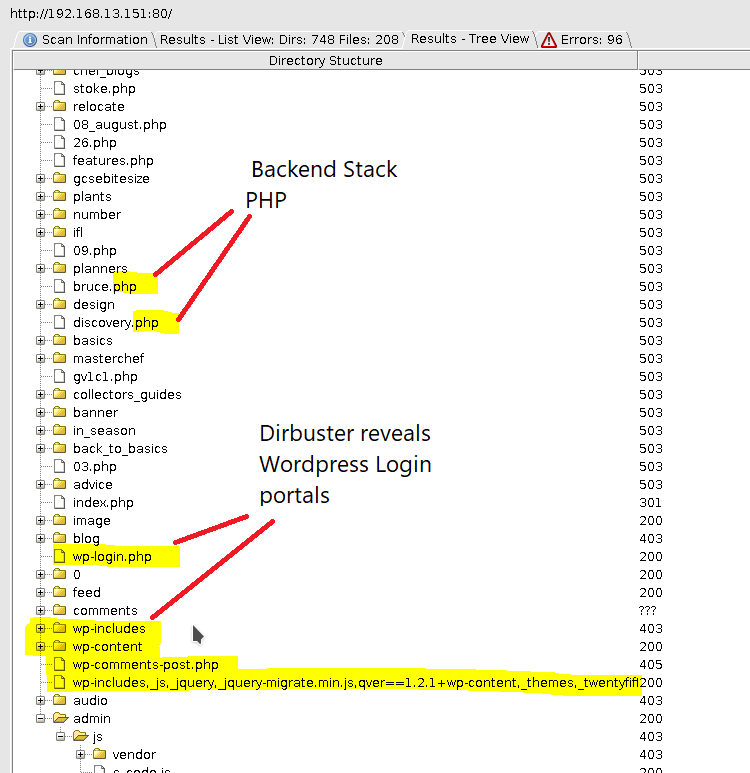 http://192.168.13.151:80/
Scan Information Results - List View: Dirs: 748 Files: 208 Results - Tree View Errors: 96
Directory Stucture
chef_blogs 503
stoke.php 503
relocate 503
08_august.php 503
26.php 503
features.php 503
gcsebitesize 503
plants 503
number 503
ifl 503
09.php 503
planners 503
bruce.php 503
design 503
discovery.php 503
basics 503
masterchef 503
gv1c1.php 503
collectors_guides 503
banner 503
in_season 503
back_to_basics 503
03.php 503
advice 503
index.php 301
image 200
blog 403
wp-login.php 200
0 200
feed 200
comments ???
wp-includes 403
wp-content 200
wp-comments-post.php 405
wp-includes,_js,_jquery,_jquery-migrate.min.js,qver==1.2.1+wp-content,_themes,_twentyfif 200
audio 403
admin 200
js 403
vendor 403
s_code.js 200
Backend Stack
PHP
Dirbuster reveals
Wordpress Login
portals